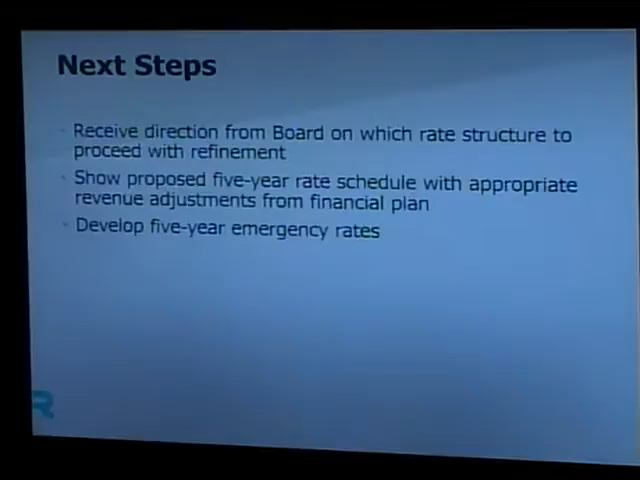 Next Steps
Receive direction from Board on which rate structure to
proceed with refinement
Show proposed five-year rate schedule with appropriate
revenue adjustments from financial plan
Develop five-year emergency rates
R